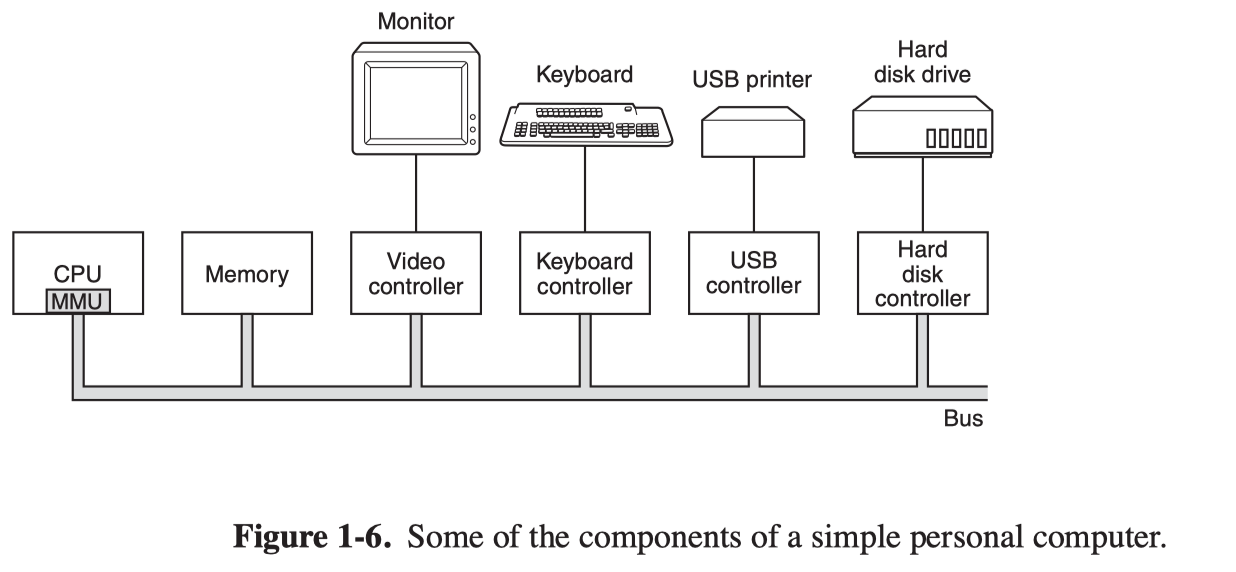 Monitor
Keyboard
USB printer
Hard
disk drive
CPU
MMU
Memory
Video
controller
Keyboard
controller
USB
controller
Hard
disk
controller
Bus
Figure 1-6. Some of the components of a simple personal computer.